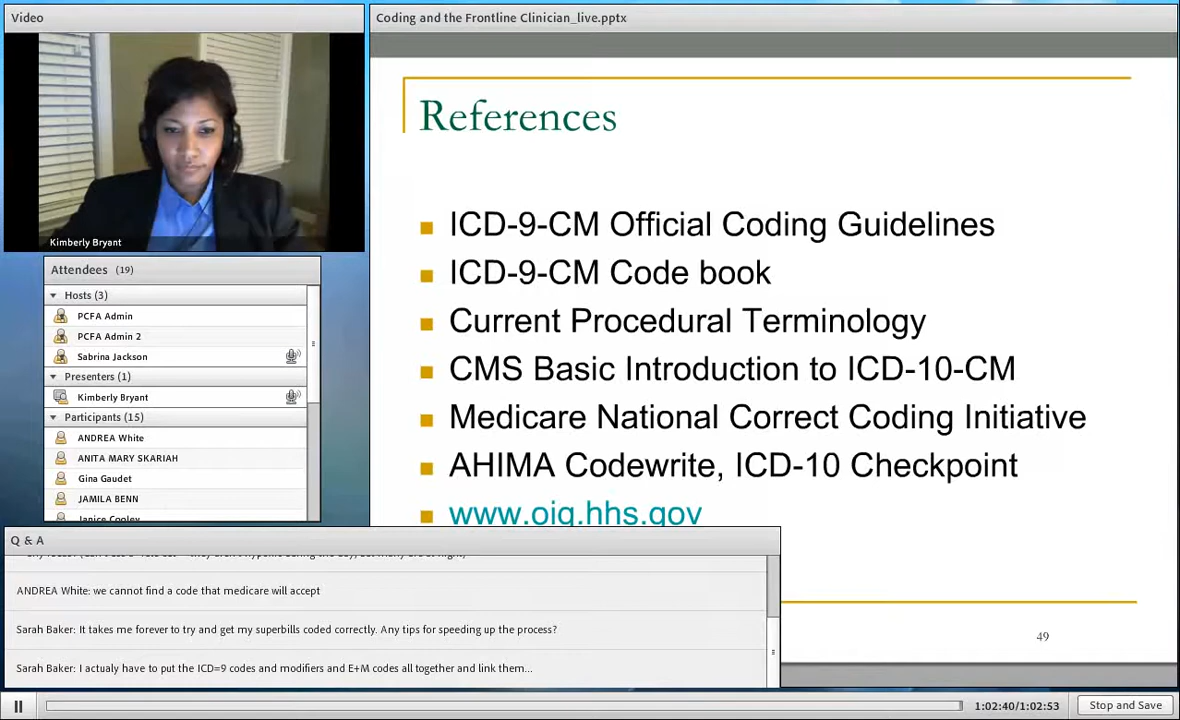 Video
Coding and the Frontline Clinician_live.pptx
Kimberly Bryant
References
ICD-9-CM Official Coding Guidelines
ICD-9-CM Code book
Current Procedural Terminology
CMS Basic Introduction to ICD-10-CM
Medicare National Correct Coding Initiative
AHIMA Codewrite, ICD-10 Checkpoint
www.oig.hhs.gov
49
Attendees (19)
Hosts (3)
PCFA Admin
PCFA Admin 2
Sabrina Jackson
Presenters (1)
Kimberly Bryant
Participants (15)
ANDREA White
ANITA MARY SKARIAH
Gina Gaudet
JAMILA BENN
Janice Cooley
Q & A
ANDREA White: we cannot find a code that medicare will accept
Sarah Baker: It takes me forever to try and get my superbills coded correctly. Any tips for speeding up the process?
Sarah Baker: I actualy have to put the ICD=9 codes and modifiers and E+M codes all together and link them...
1:02:40/1:02:53
Stop and Save